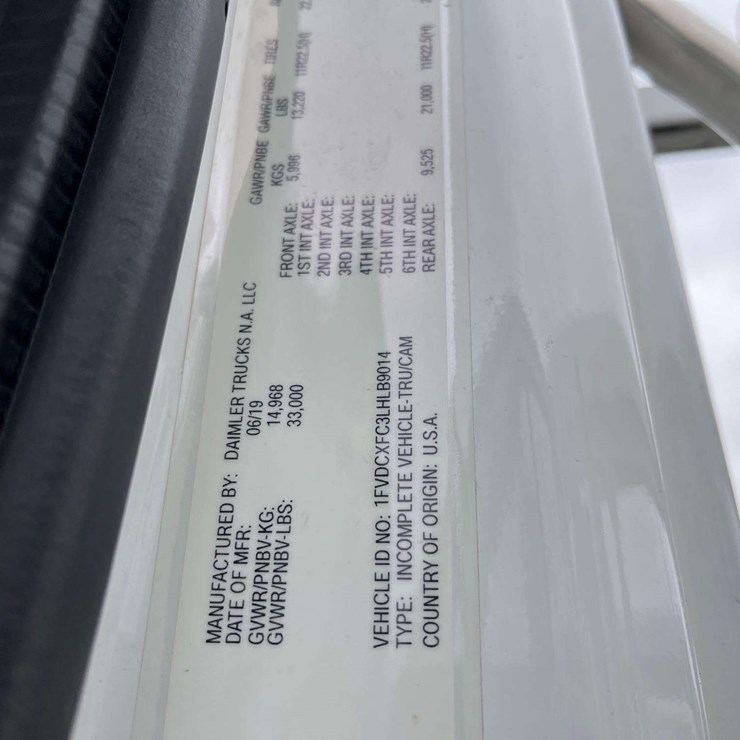 MANUFACTURED BY: DAIMLER TRUCKS N.A. LLC
DATE OF MFR: 06/19
GVWR/PNBV-KG: 14,968
GVWR/PNBV-LBS: 33,000
VEHICLE ID NO: 1FVDCXFC3LHLB9014
TYPE: INCOMPLETE VEHICLE-TRU/CAM
COUNTRY OF ORIGIN: U.S.A.
GAWR/PNBE GAWR/PNBE TIRES
KGS LBS
FRONT AXLE: 5,996 13,220 11R22.5(H)
1ST INT AXLE:
2ND INT AXLE:
3RD INT AXLE:
4TH INT AXLE:
5TH INT AXLE:
6TH INT AXLE:
REAR AXLE: 9,525 21,000 11R22.5(H)